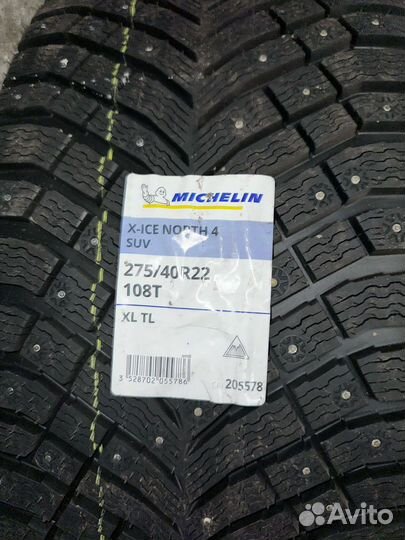 MICHELIN
X-ICE NORTH 4
SUV
275/40R22
108T
XL TL
3 528702 055786
205578
Avito